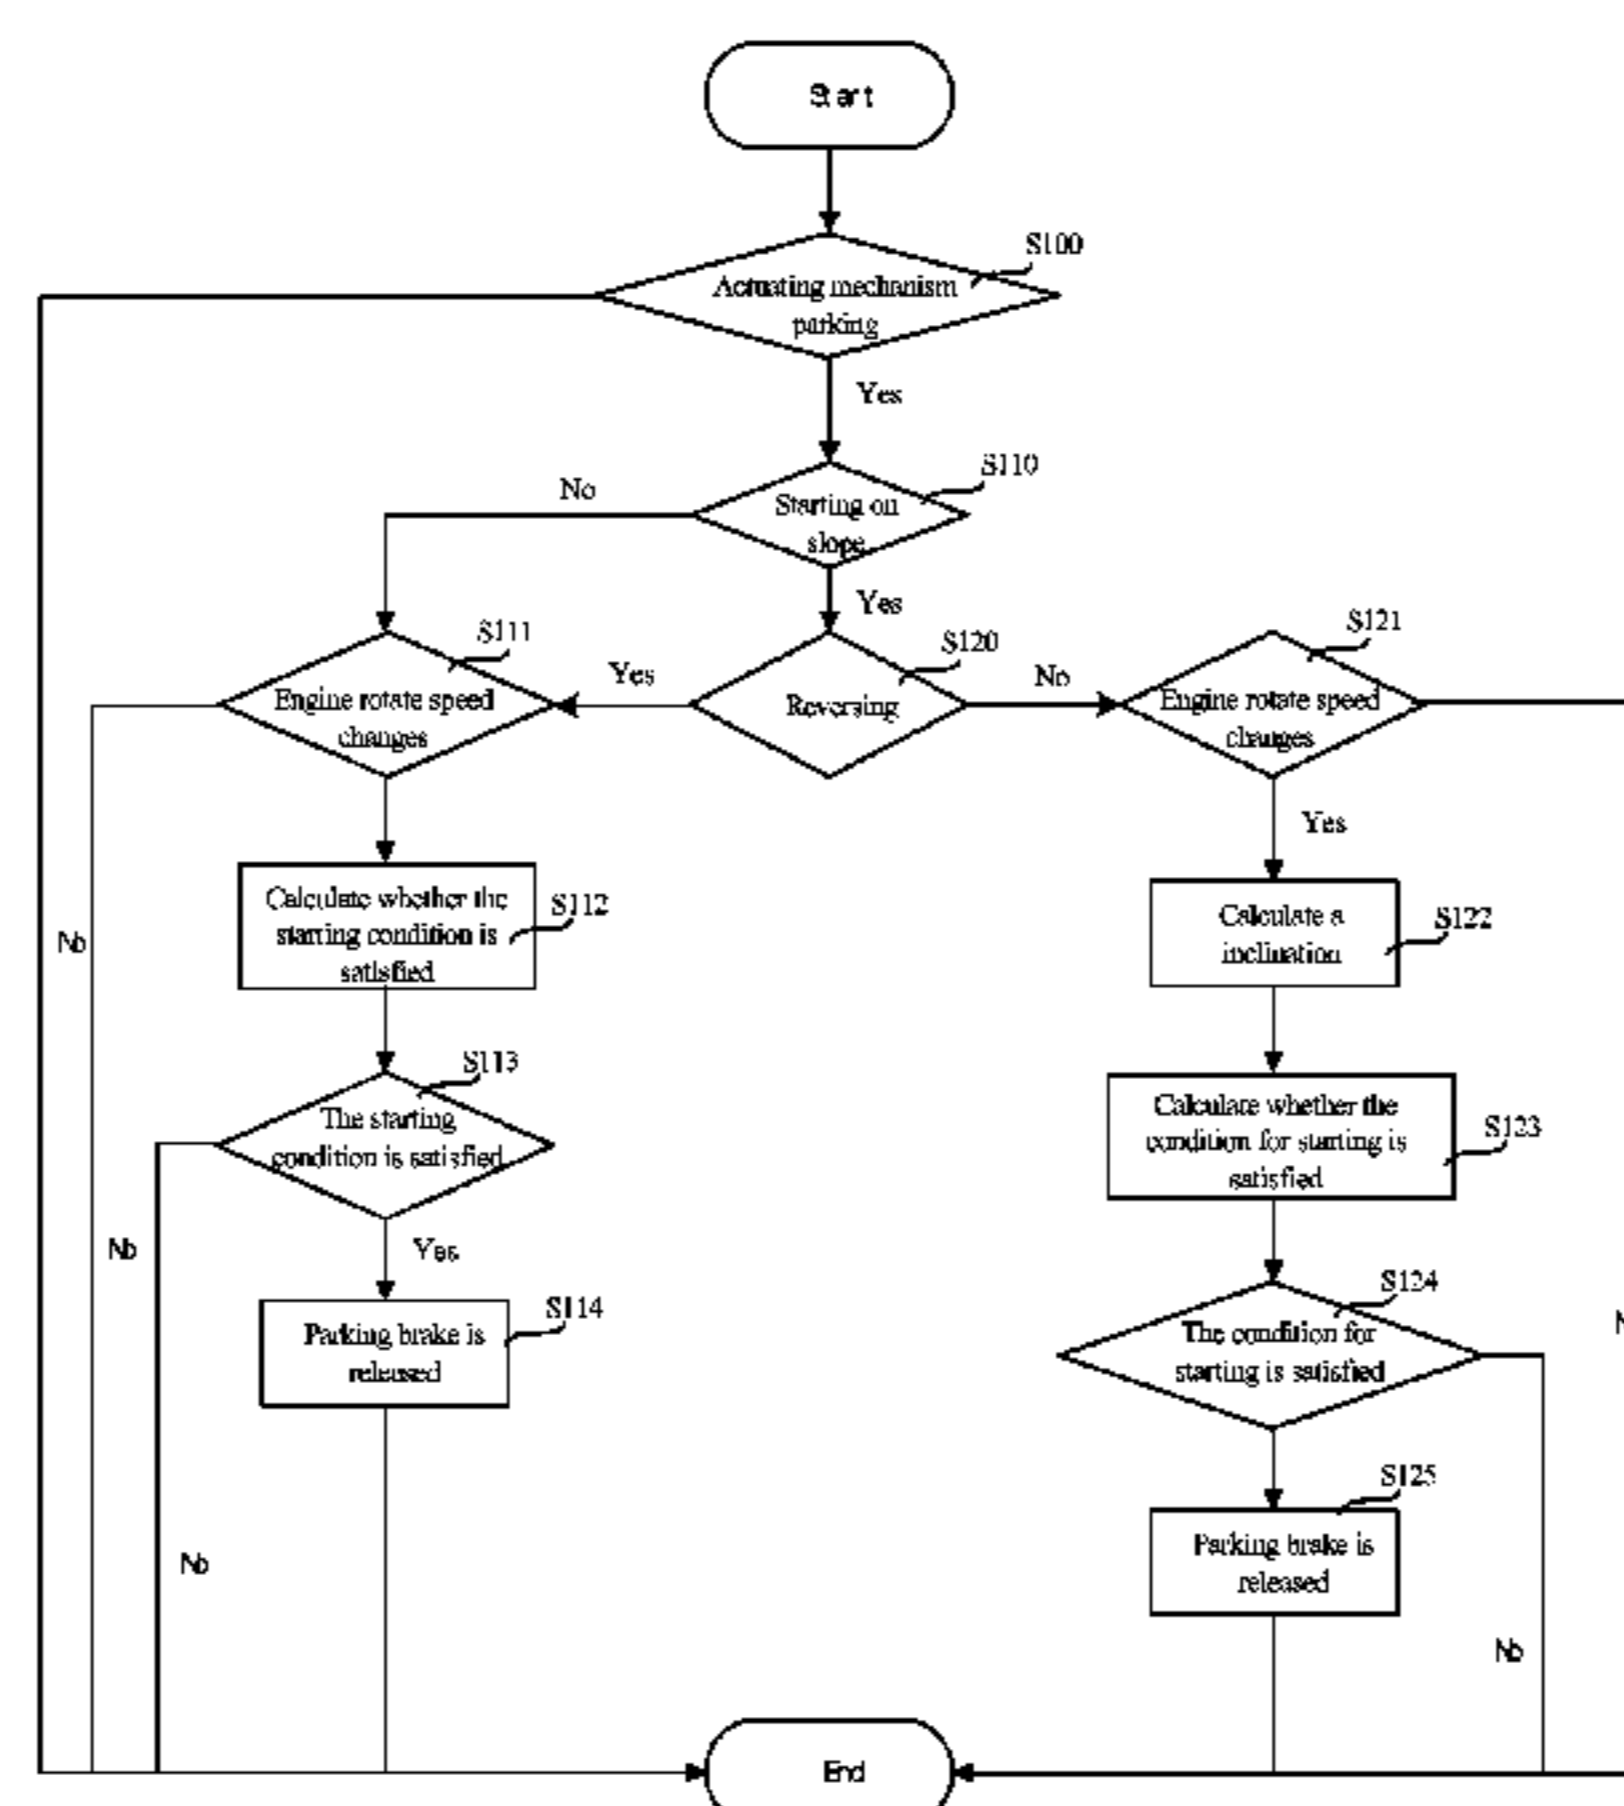 Start
S100
Actuating mechanism
parking
Yes
S110
No
Starting on
slope
Yes
S111
S120
S121
Yes
No
Engine rotate speed
changes
Reversing
Engine rotate speed
changes
Yes
Calculate whether the
starting condition is
satisfied
S112
Calculate a
inclination
S122
No
S113
The starting
condition is satisfied
Calculate whether the
condition for starting is
satisfied
S123
No
Yes
S124
S114
Parking brake is
released
The condition for
starting is satisfied
S125
Parking brake is
released
No
No
End